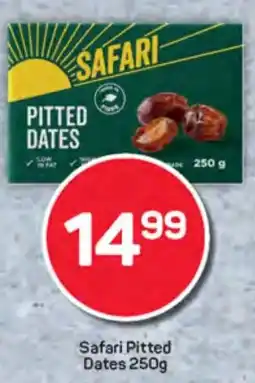 SAFARI
PITTED
DATES
250 g
14 99
Safari Pitted
Dates 250g